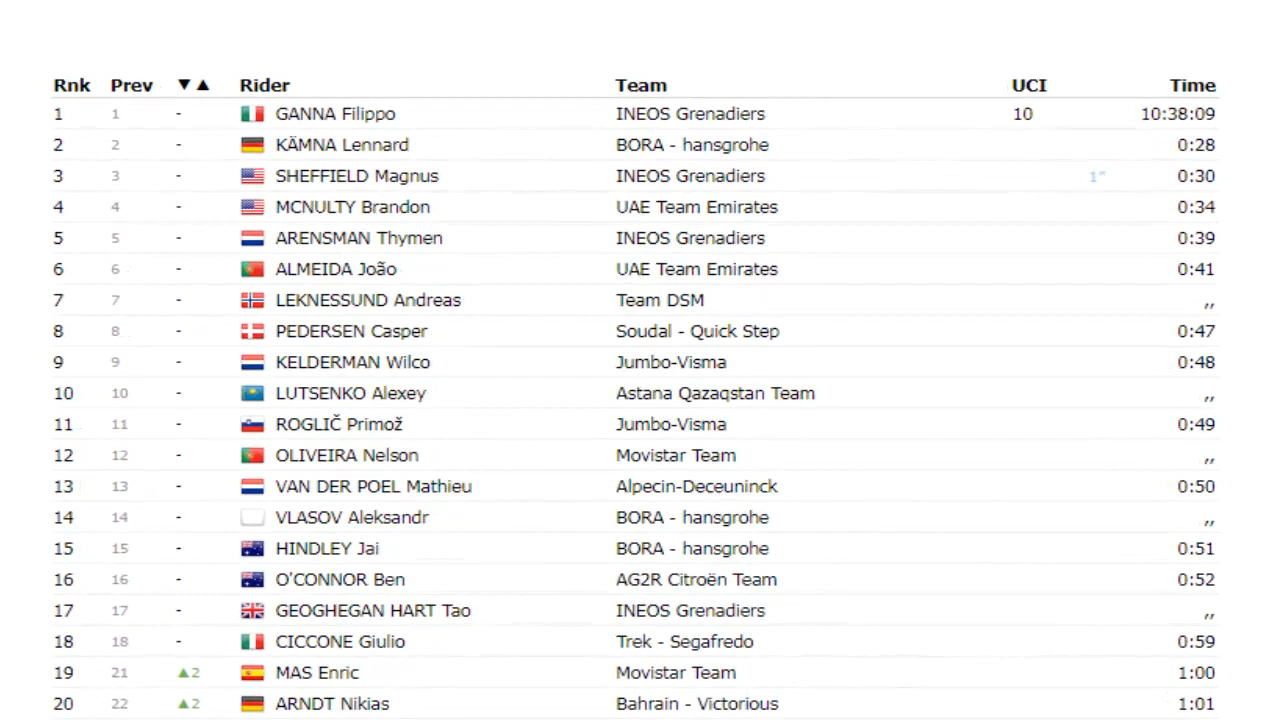 Rnk Prev ▼▲ Rider Team UCI Time
1 1 - GANNA Filippo INEOS Grenadiers 10 10:38:09
2 2 - KÄMNA Lennard BORA - hansgrohe 0:28
3 3 - SHEFFIELD Magnus INEOS Grenadiers 1″ 0:30
4 4 - MCNULTY Brandon UAE Team Emirates 0:34
5 5 - ARENSMAN Thymen INEOS Grenadiers 0:39
6 6 - ALMEIDA João UAE Team Emirates 0:41
7 7 - LEKNESSUND Andreas Team DSM ,,
8 8 - PEDERSEN Casper Soudal - Quick Step 0:47
9 9 - KELDERMAN Wilco Jumbo-Visma 0:48
10 10 - LUTSENKO Alexey Astana Qazaqstan Team ,,
11 11 - ROGLIČ Primož Jumbo-Visma 0:49
12 12 - OLIVEIRA Nelson Movistar Team ,,
13 13 - VAN DER POEL Mathieu Alpecin-Deceuninck 0:50
14 14 - VLASOV Aleksandr BORA - hansgrohe ,,
15 15 - HINDLEY Jai BORA - hansgrohe 0:51
16 16 - O'CONNOR Ben AG2R Citroën Team 0:52
17 17 - GEOGHEGAN HART Tao INEOS Grenadiers ,,
18 18 - CICCONE Giulio Trek - Segafredo 0:59
19 21 ▲2 MAS Enric Movistar Team 1:00
20 22 ▲2 ARNDT Nikias Bahrain - Victorious 1:01